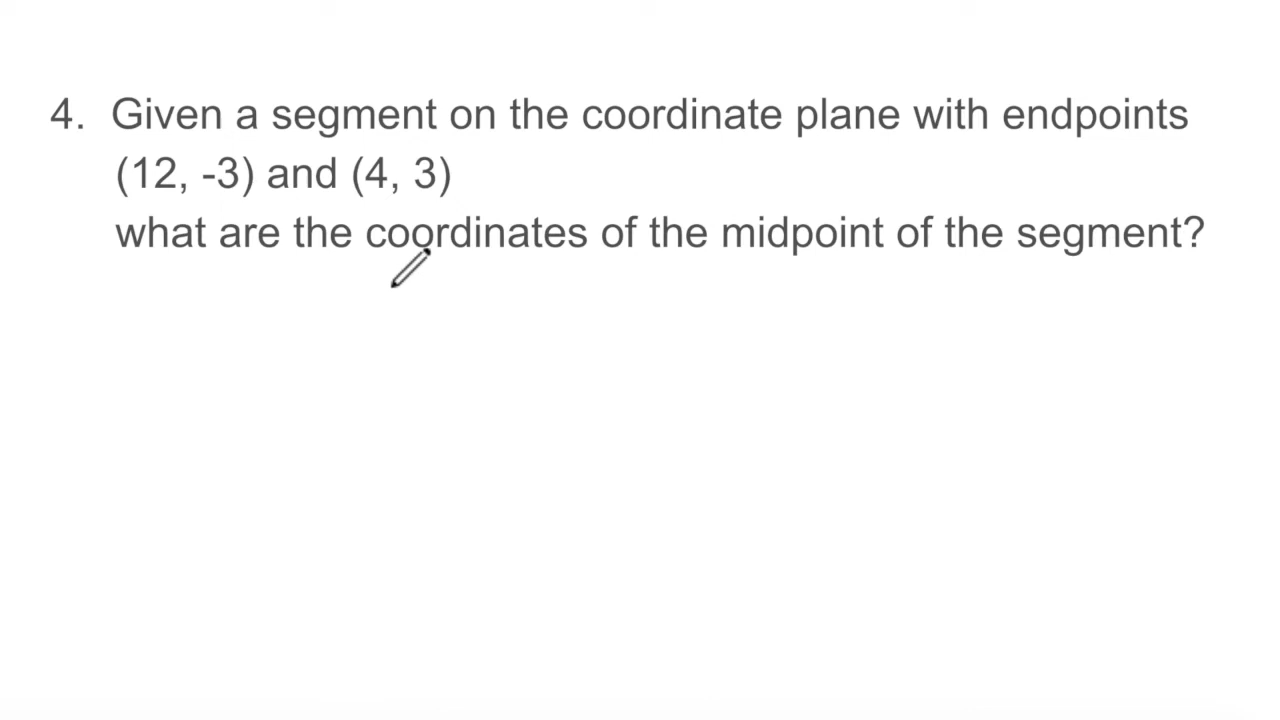 4. Given a segment on the coordinate plane with endpoints
(12, -3) and (4, 3)
what are the coordinates of the midpoint of the segment?